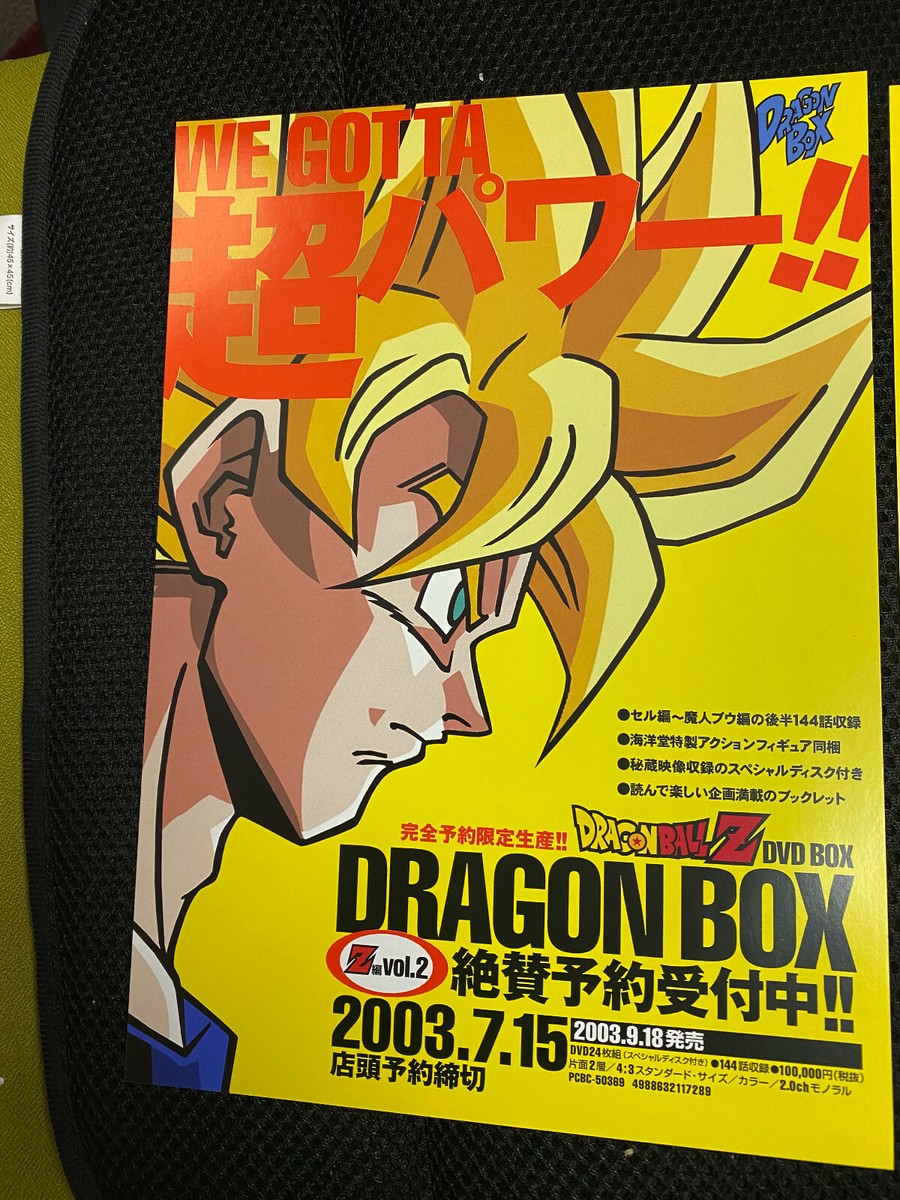 WE GOTTA
超パワー!!
DRAGON BOX
サイズ(約)45×45(cm)
●セル編～魔人ブウ編の後半144話収録
●海洋堂特製アクションフィギュア同梱
●秘蔵映像収録のスペシャルディスク付き
●読んで楽しい企画満載のブックレット
完全予約限定生産!!
DRAGON BALL Z DVD BOX
DRAGON BOX
Z編 vol.2
絶賛予約受付中!!
2003.7.15
店頭予約締切
2003.9.18発売
DVD24枚組(スペシャルディスク付き)●144話収録●100,000円(税抜)
片面2層/4:3スタンダード・サイズ/カラー/2.0chモノラル
PCBC-50369 4988632117289